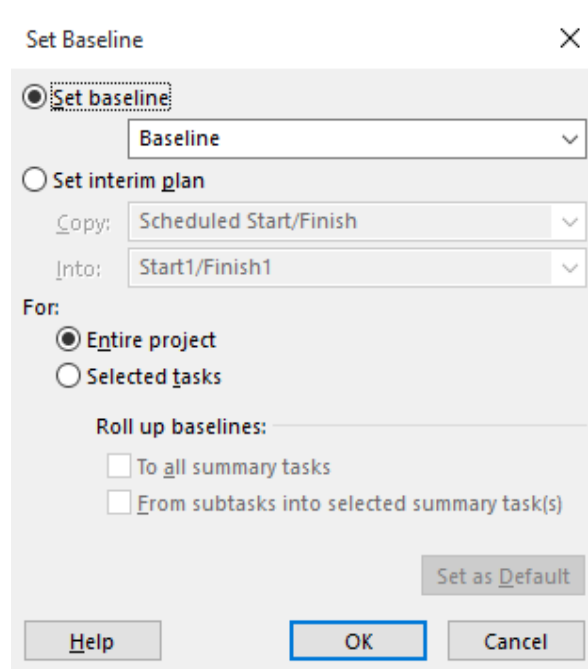 Set Baseline
Set baseline
Baseline
Set interim plan
Copy: Scheduled Start/Finish
Into: Start1/Finish1
For:
Entire project
Selected tasks
Roll up baselines:
To all summary tasks
From subtasks into selected summary task(s)
Set as Default
Help OK Cancel